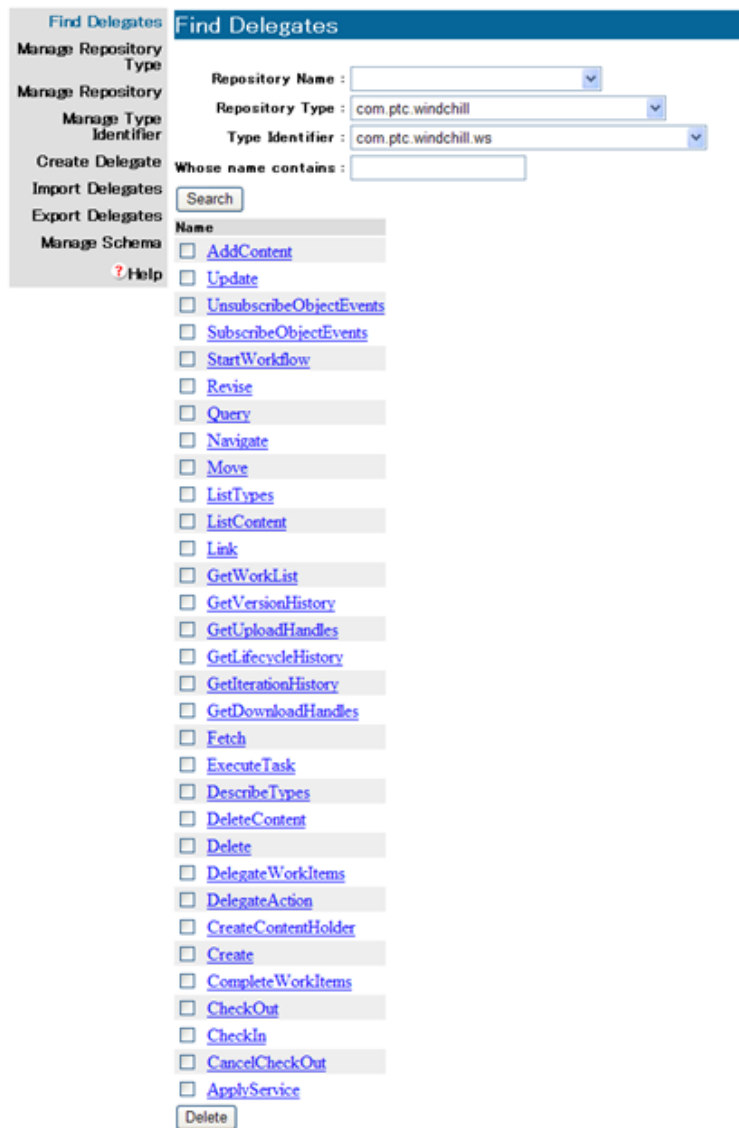 Find Delegates
Manage Repository
Type
Manage Repository
Manage Type
Identifier
Create Delegate
Import Delegates
Export Delegates
Manage Schema
?Help
Find Delegates
Repository Name :
Repository Type : com.ptc.windchill
Type Identifier : com.ptc.windchill.ws
Whose name contains :
Search
Name
AddContent
Update
UnsubscribeObjectEvents
SubscribeObjectEvents
StartWorkflow
Revise
Query
Navigate
Move
ListTypes
ListContent
Link
GetWorkList
GetVersionHistory
GetUploadHandles
GetLifecycleHistory
GetIterationHistory
GetDownloadHandles
Fetch
ExecuteTask
DescribeTypes
DeleteContent
Delete
DelegateWorkItems
DelegateAction
CreateContentHolder
Create
CompleteWorkItems
CheckOut
CheckIn
CancelCheckOut
ApplyService
Delete